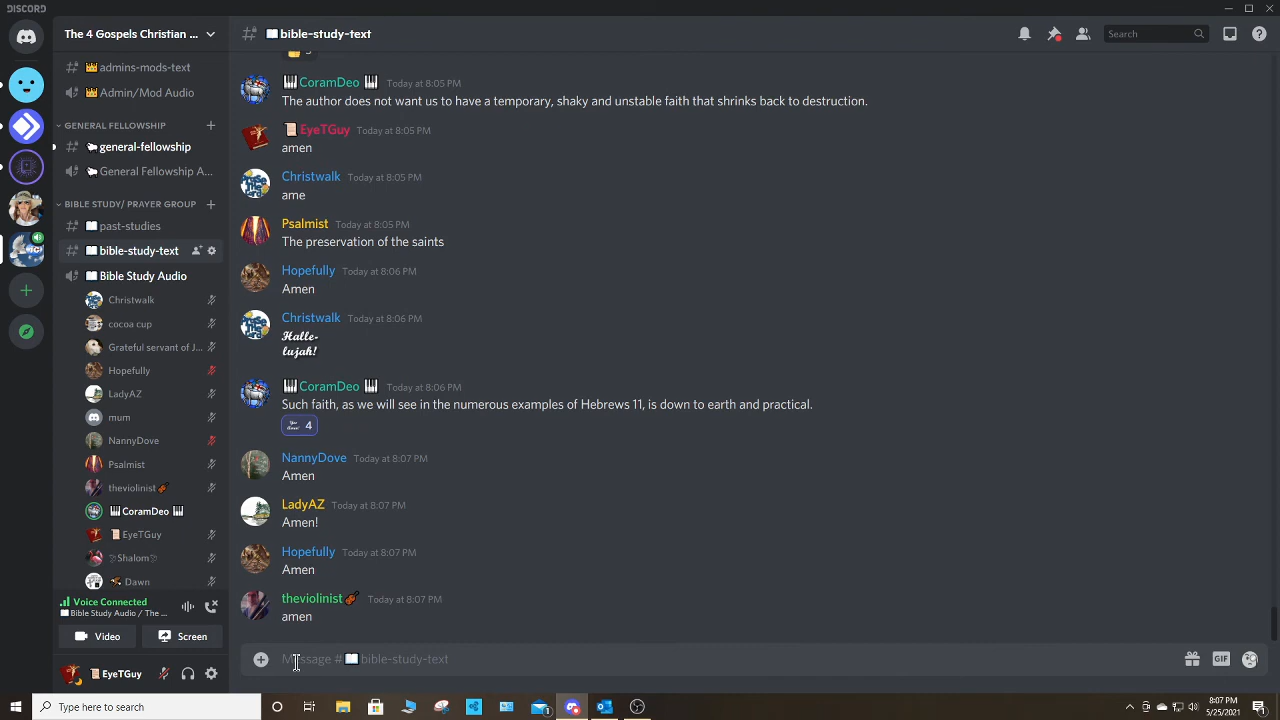 DISCORD
The 4 Gospels Christian ...
admins-mods-text
Admin/Mod Audio
GENERAL FELLOWSHIP
general-fellowship
General Fellowship A...
BIBLE STUDY/ PRAYER GROUP
past-studies
bible-study-text
Bible Study Audio
Christwalk
cocoa cup
Grateful servant of J...
Hopefully
LadyAZ
mum
NannyDove
Psalmist
theviolinist
CoramDeo
EyeTGuy
Shalom
Dawn
Voice Connected
Bible Study Audio / The ...
Video Screen
EyeTGuy
bible-study-text
Search
CoramDeo Today at 8:05 PM
The author does not want us to have a temporary, shaky and unstable faith that shrinks back to destruction.
EyeTGuy Today at 8:05 PM
amen
Christwalk Today at 8:05 PM
ame
Psalmist Today at 8:05 PM
The preservation of the saints
Hopefully Today at 8:06 PM
Amen
Christwalk Today at 8:06 PM
Halle-
lujah!
CoramDeo Today at 8:06 PM
Such faith, as we will see in the numerous examples of Hebrews 11, is down to earth and practical.
4
NannyDove Today at 8:07 PM
Amen
LadyAZ Today at 8:07 PM
Amen!
Hopefully Today at 8:07 PM
Amen
theviolinist Today at 8:07 PM
amen
Message # bible-study-text
GIF
Type here to search
8:07 PM
5/25/2021